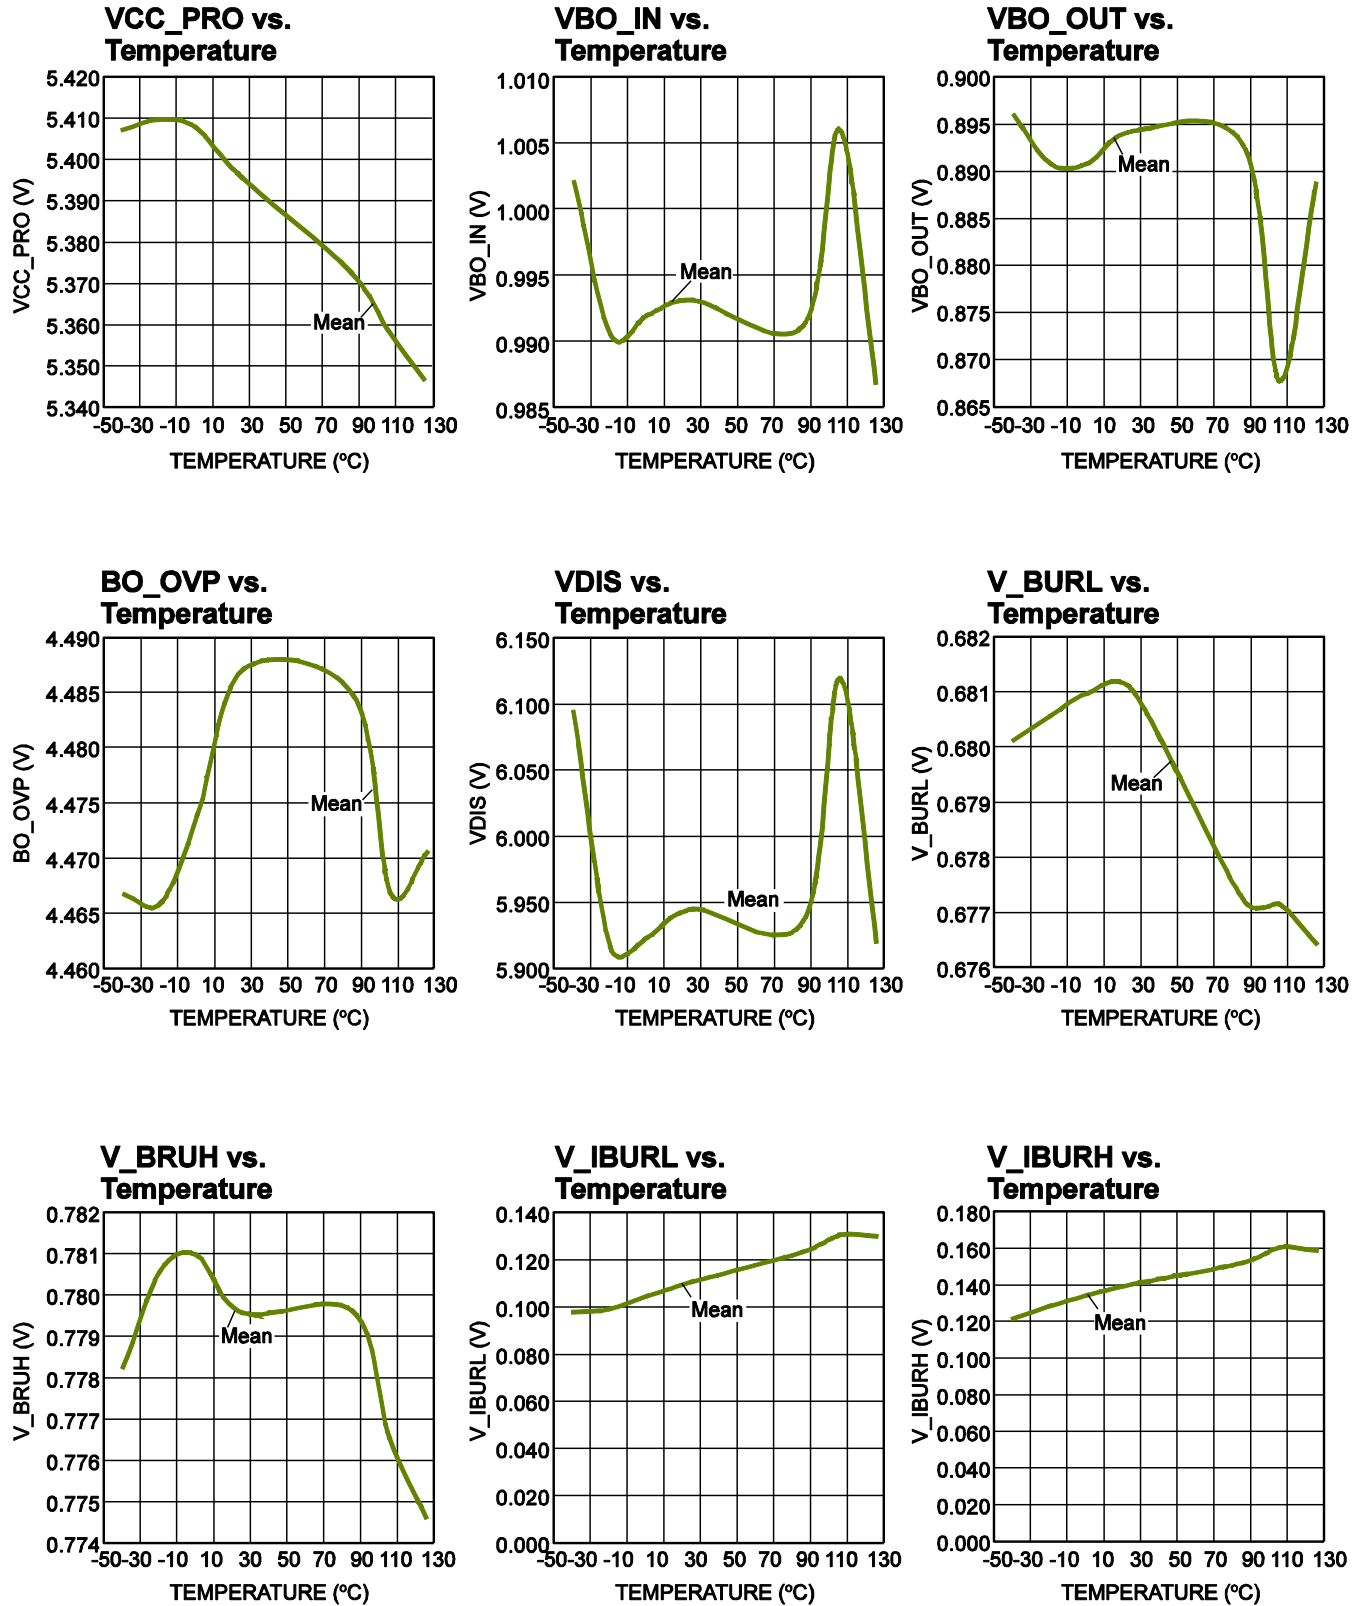 VCC_PRO vs.
Temperature
5.420
5.410
5.400
5.390
5.380
5.370
5.360
5.350
5.340
VCC_PRO (V)
Mean
-50 -30 -10 10 30 50 70 90 110 130
TEMPERATURE (ºC)
VBO_IN vs.
Temperature
1.010
1.005
1.000
0.995
0.990
0.985
VBO_IN (V)
Mean
-50 -30 -10 10 30 50 70 90 110 130
TEMPERATURE (ºC)
VBO_OUT vs.
Temperature
0.900
0.895
0.890
0.885
0.880
0.875
0.870
0.865
VBO_OUT (V)
Mean
-50 -30 -10 10 30 50 70 90 110 130
TEMPERATURE (ºC)
BO_OVP vs.
Temperature
4.490
4.485
4.480
4.475
4.470
4.465
4.460
BO_OVP (V)
Mean
-50 -30 -10 10 30 50 70 90 110 130
TEMPERATURE (ºC)
VDIS vs.
Temperature
6.150
6.100
6.050
6.000
5.950
5.900
VDIS (V)
Mean
-50 -30 -10 10 30 50 70 90 110 130
TEMPERATURE (ºC)
V_BURL vs.
Temperature
0.682
0.681
0.680
0.679
0.678
0.677
0.676
V_BURL (V)
Mean
-50 -30 -10 10 30 50 70 90 110 130
TEMPERATURE (ºC)
V_BRUH vs.
Temperature
0.782
0.781
0.780
0.779
0.778
0.777
0.776
0.775
0.774
V_BRUH (V)
Mean
-50 -30 -10 10 30 50 70 90 110 130
TEMPERATURE (ºC)
V_IBURL vs.
Temperature
0.140
0.120
0.100
0.080
0.060
0.040
0.020
0.000
V_IBURL (V)
Mean
-50 -30 -10 10 30 50 70 90 110 130
TEMPERATURE (ºC)
V_IBURH vs.
Temperature
0.180
0.160
0.140
0.120
0.100
0.080
0.060
0.040
0.020
0.000
V_IBURH (V)
Mean
-50 -30 -10 10 30 50 70 90 110 130
TEMPERATURE (ºC)